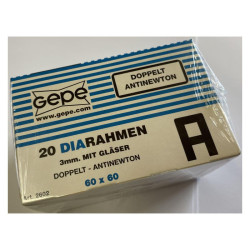 GePe
www.gepe.com
DOPPELT
ANTINEWTON
20 DIARAHMEN
3mm. MIT GLÄSER
DOPPELT - ANTINEWTON
60 x 60
A